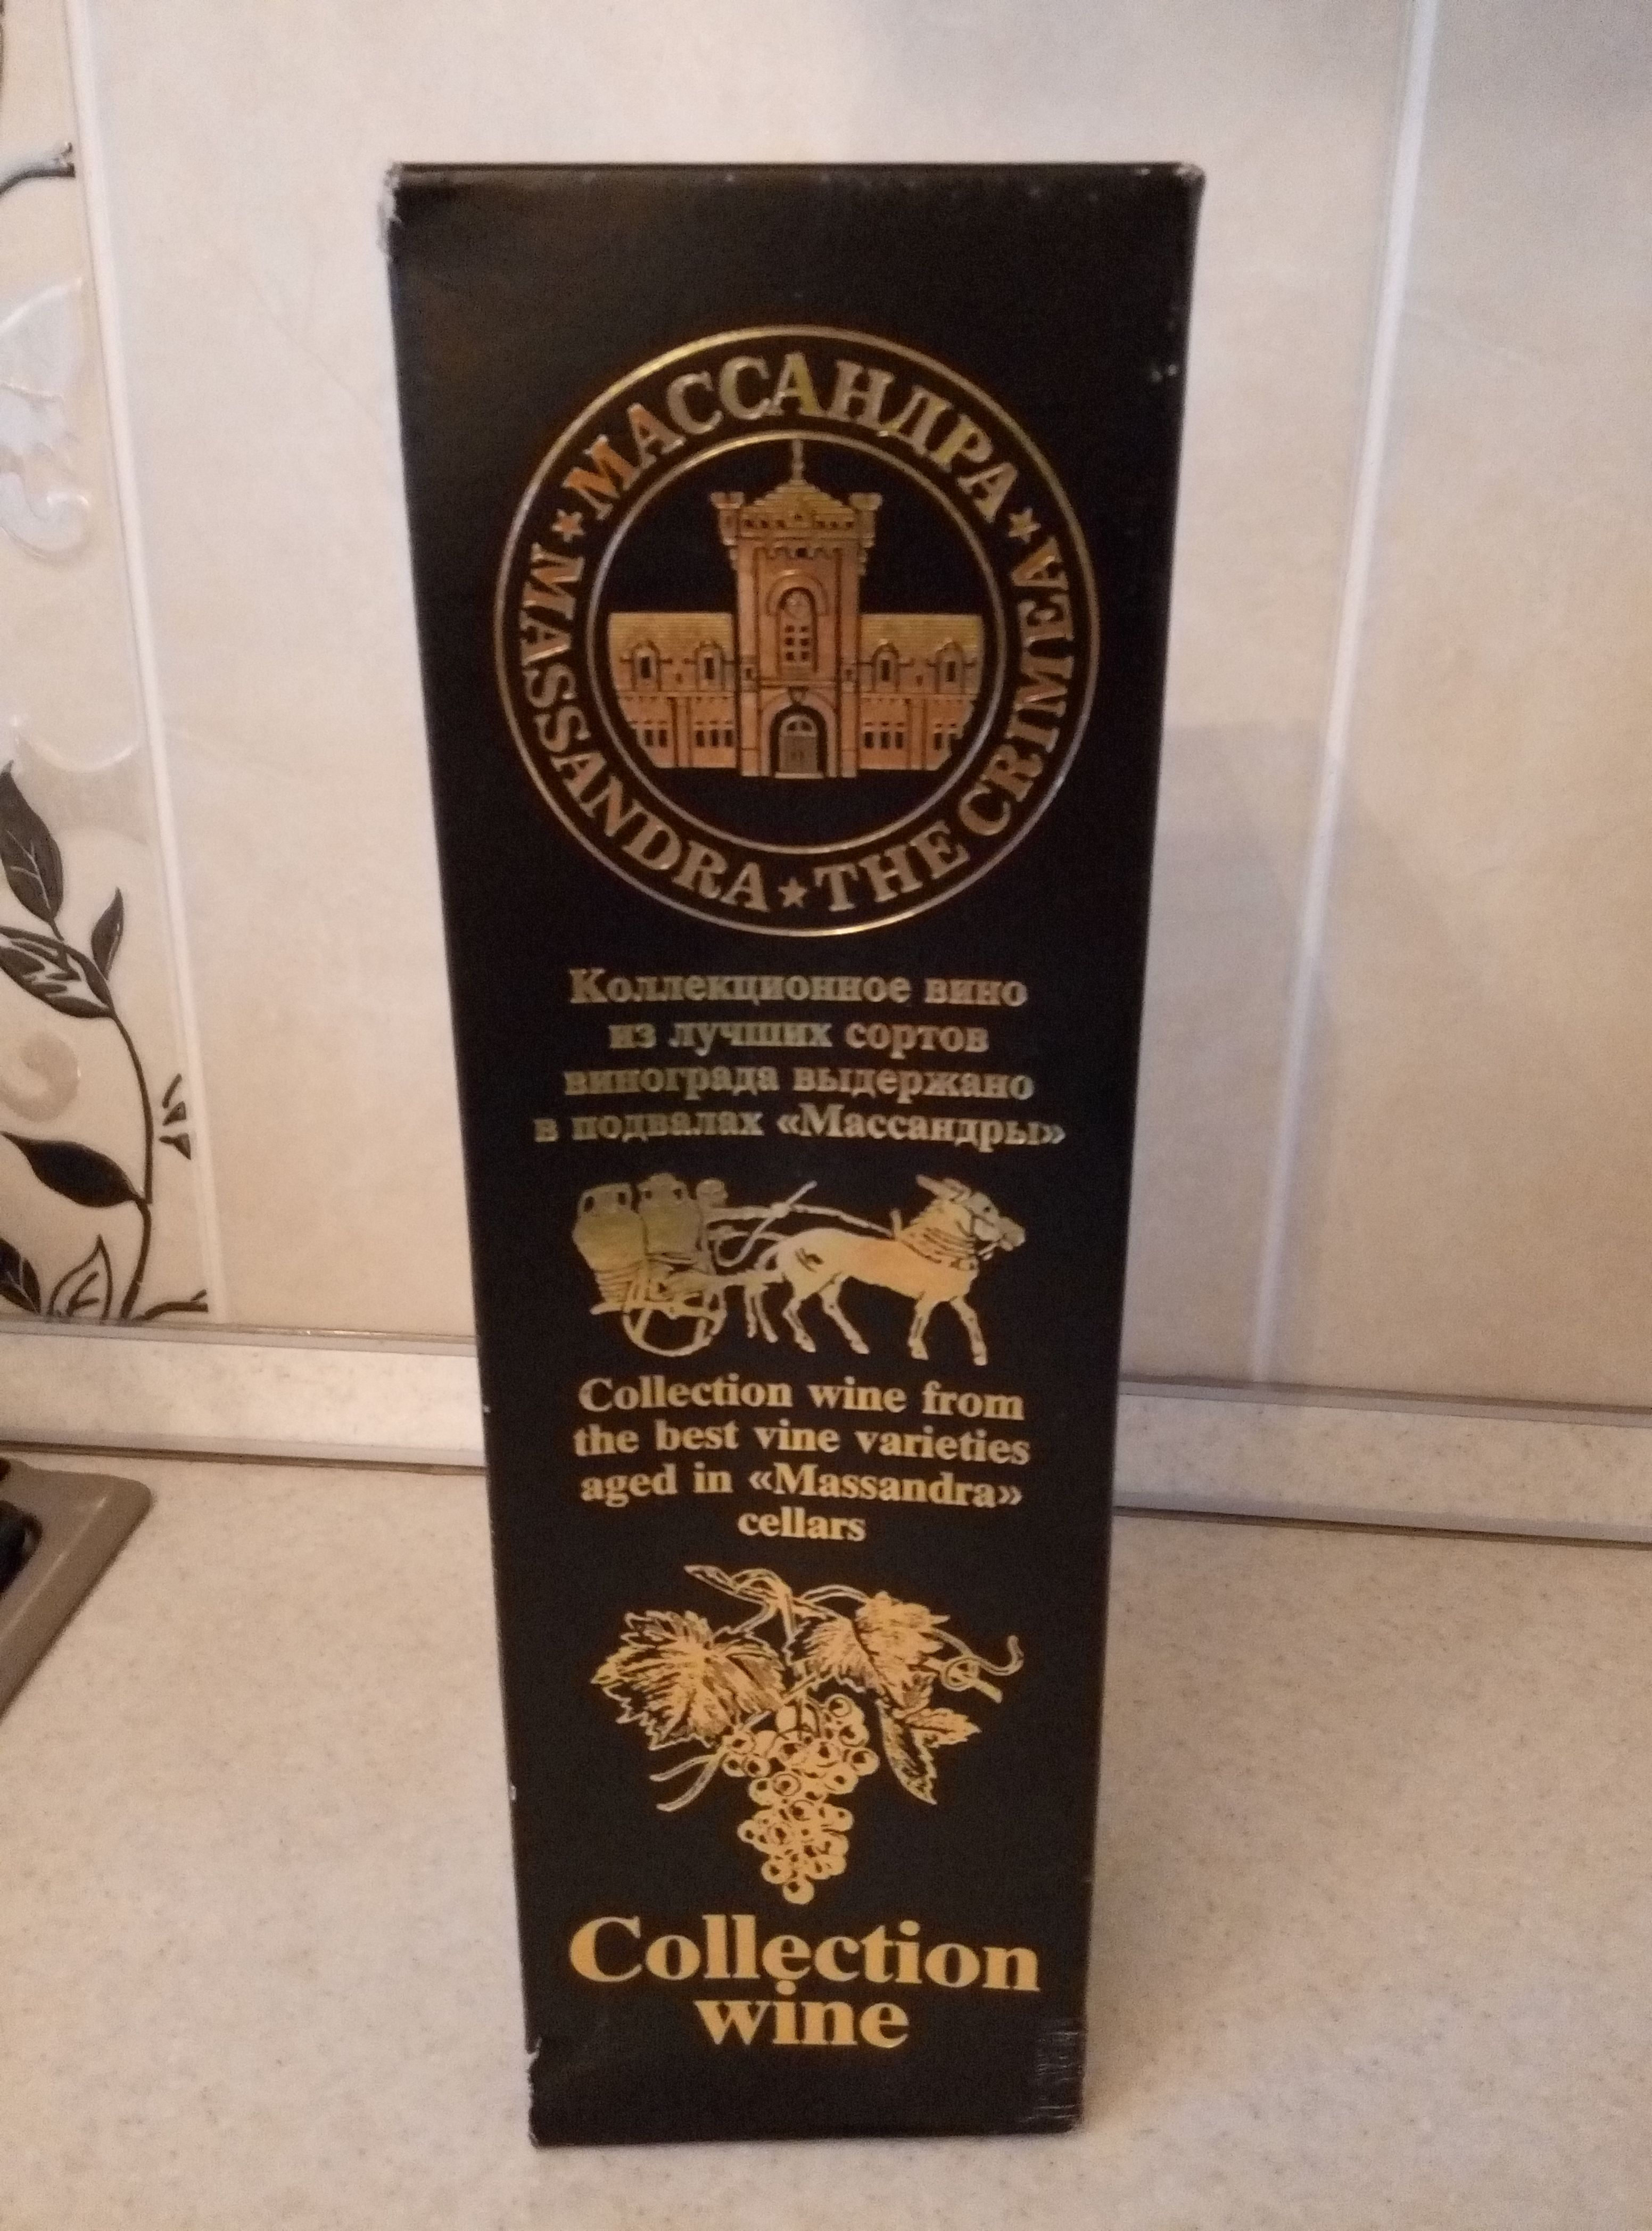 МАССАНДРА
MASSANDRA ★ THE CRIMEA
Коллекционное вино
из лучших сортов
винограда выдержано
в подвалах «Массандры»
Collection wine from
the best vine varieties
aged in «Massandra»
cellars
Collection
wine